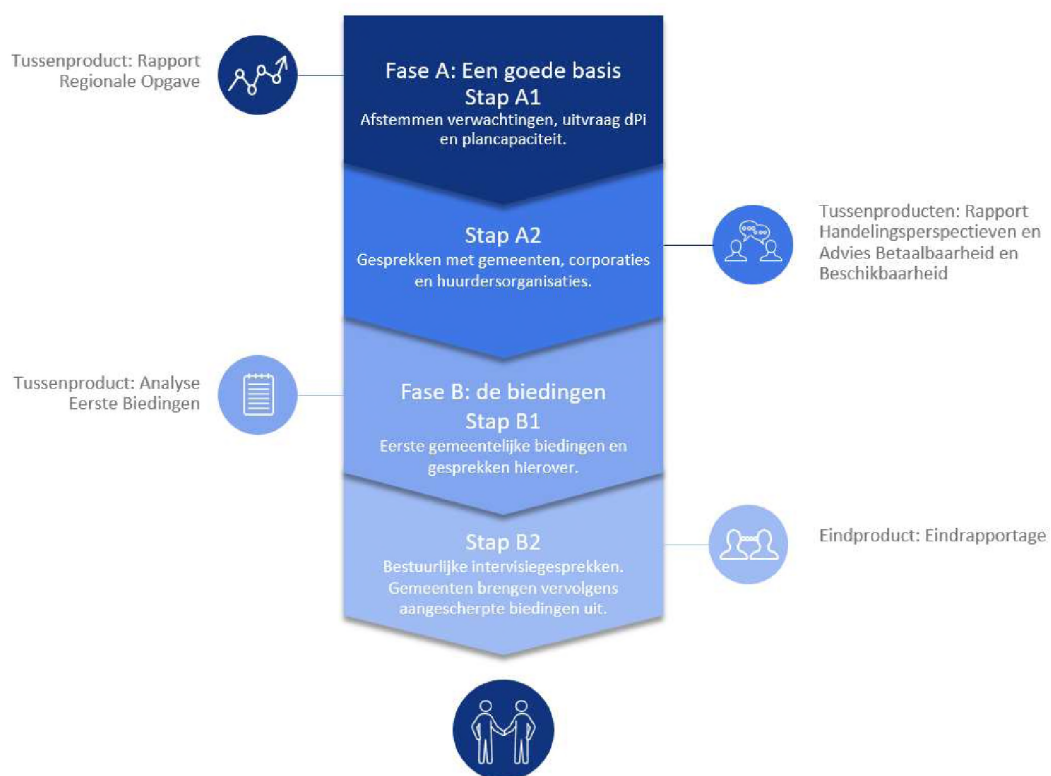 Tussenproduct: Rapport
Regionale Opgave
Fase A: Een goede basis
Stap A1
Afstemmen verwachtingen, uitvraag dPi
en plancapaciteit.
Stap A2
Gesprekken met gemeenten, corporaties
en huurdersorganisaties.
Tussenproducten: Rapport
Handelingsperspectieven en
Advies Betaalbaarheid en
Beschikbaarheid
Tussenproduct: Analyse
Eerste Biedingen
Fase B: de biedingen
Stap B1
Eerste gemeentelijke biedingen en
gesprekken hierover.
Stap B2
Bestuurlijke intervisiegesprekken.
Gemeenten brengen vervolgens
aangescherpte biedingen uit.
Eindproduct: Eindrapportage